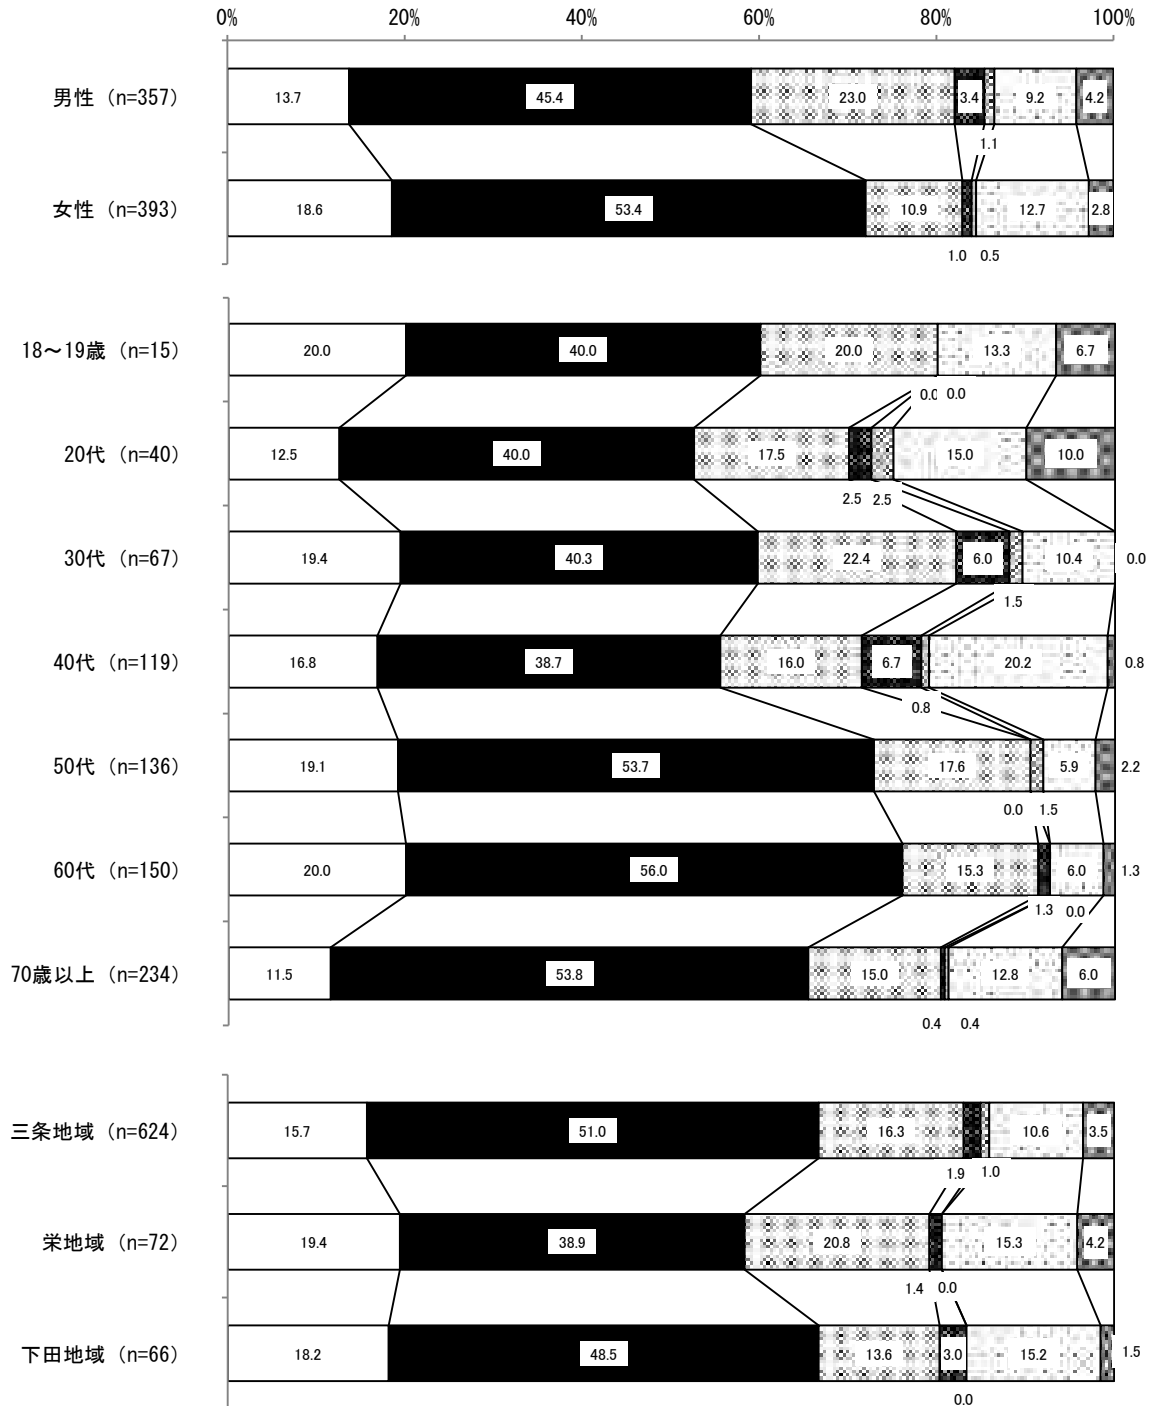 0% 20% 40% 60% 80% 100%
男性 (n=357) 13.7 45.4 23.0 3.4 9.2 4.2
1.1
女性 (n=393) 18.6 53.4 10.9 12.7 2.8
1.0 0.5
18～19歳 (n=15) 20.0 40.0 20.0 13.3 6.7
0.0 0.0
20代 (n=40) 12.5 40.0 17.5 15.0 10.0
2.5 2.5
30代 (n=67) 19.4 40.3 22.4 6.0 10.4 0.0
1.5
40代 (n=119) 16.8 38.7 16.0 6.7 20.2 0.8
0.8
50代 (n=136) 19.1 53.7 17.6 5.9 2.2
0.0 1.5
60代 (n=150) 20.0 56.0 15.3 6.0 1.3
1.3 0.0
70歳以上 (n=234) 11.5 53.8 15.0 12.8 6.0
0.4 0.4
三条地域 (n=624) 15.7 51.0 16.3 10.6 3.5
1.9 1.0
栄地域 (n=72) 19.4 38.9 20.8 15.3 4.2
1.4 0.0
下田地域 (n=66) 18.2 48.5 13.6 3.0 15.2 1.5
0.0